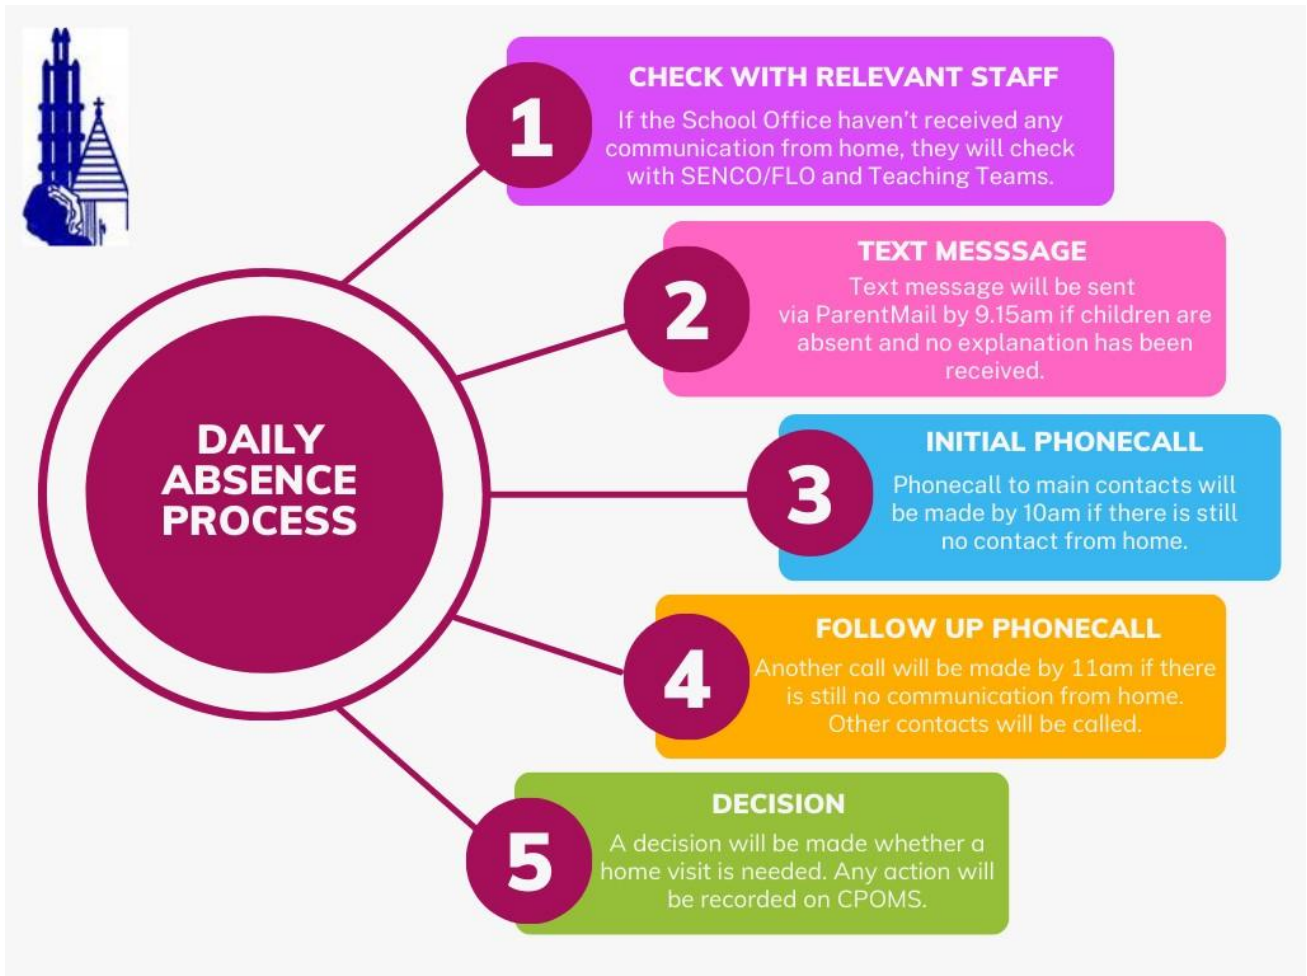 1
CHECK WITH RELEVANT STAFF
If the School Office haven't received any
communication from home, they will check
with SENCO/FLO and Teaching Teams.
2
TEXT MESSSAGE
Text message will be sent
via ParentMail by 9.15am if children are
absent and no explanation has been
received.
DAILY
ABSENCE
PROCESS
3
INITIAL PHONECALL
Phonecall to main contacts will
be made by 10am if there is still
no contact from home.
4
FOLLOW UP PHONECALL
Another call will be made by 11am if there
is still no communication from home.
Other contacts will be called.
5
DECISION
A decision will be made whether a
home visit is needed. Any action will
be recorded on CPOMS.